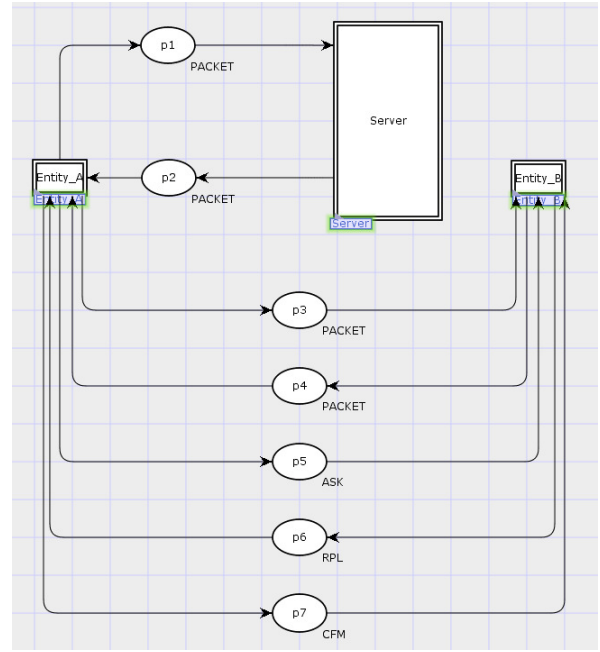 p1
PACKET
Server
Entity_A
Entity_A
p2
PACKET
Entity_B
Entity_B
Server
p3
PACKET
p4
PACKET
p5
ASK
p6
RPL
p7
CFM